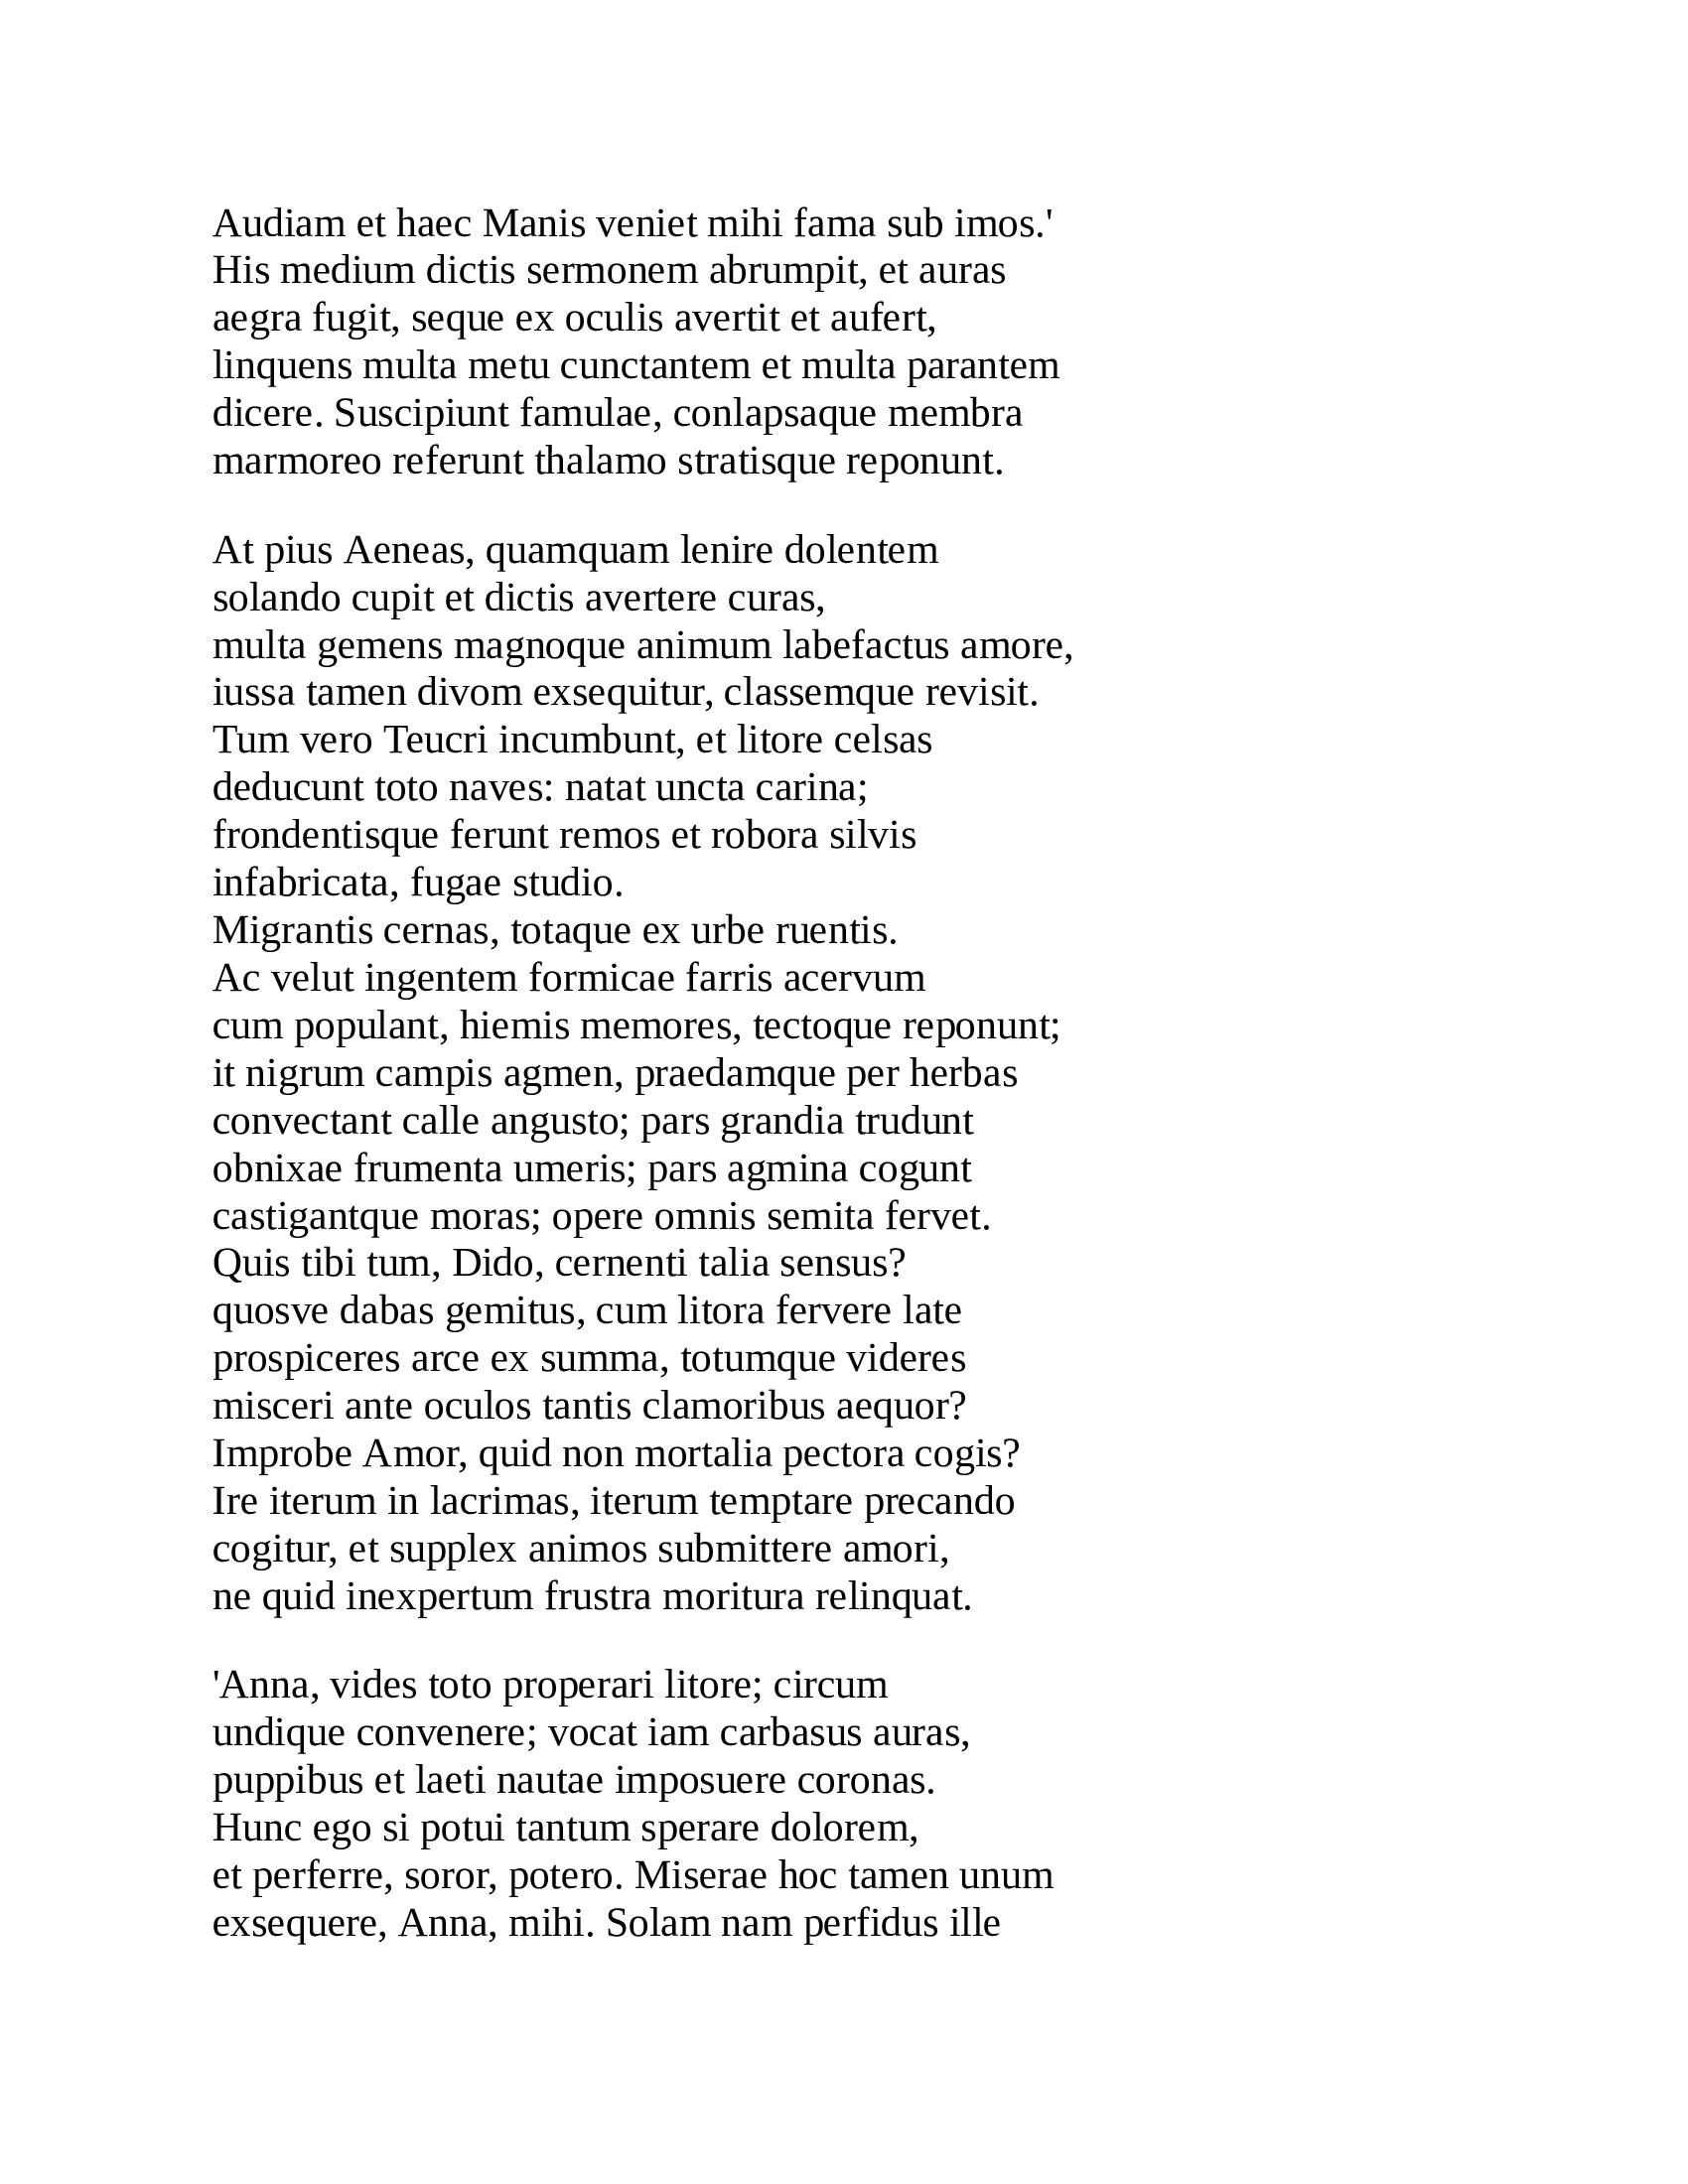 Audiam et haec Manis veniet mihi fama sub imos.'
His medium dictis sermonem abrumpit, et auras
aegra fugit, seque ex oculis avertit et aufert,
linquens multa metu cunctantem et multa parantem
dicere. Suscipiunt famulae, conlapsaque membra
marmoreo referunt thalamo stratisque reponunt.

At pius Aeneas, quamquam lenire dolentem
solando cupit et dictis avertere curas,
multa gemens magnoque animum labefactus amore,
iussa tamen divom exsequitur, classemque revisit.
Tum vero Teucri incumbunt, et litore celsas
deducunt toto naves: natat uncta carina;
frondentisque ferunt remos et robora silvis
infabricata, fugae studio.
Migrantis cernas, totaque ex urbe ruentis.
Ac velut ingentem formicae farris acervum
cum populant, hiemis memores, tectoque reponunt;
it nigrum campis agmen, praedamque per herbas
convectant calle angusto; pars grandia trudunt
obnixae frumenta umeris; pars agmina cogunt
castigantque moras; opere omnis semita fervet.
Quis tibi tum, Dido, cernenti talia sensus?
quosve dabas gemitus, cum litora fervere late
prospiceres arce ex summa, totumque videres
misceri ante oculos tantis clamoribus aequor?
Improbe Amor, quid non mortalia pectora cogis?
Ire iterum in lacrimas, iterum temptare precando
cogitur, et supplex animos submittere amori,
ne quid inexpertum frustra moritura relinquat.

'Anna, vides toto properari litore; circum
undique convenere; vocat iam carbasus auras,
puppibus et laeti nautae imposuere coronas.
Hunc ego si potui tantum sperare dolorem,
et perferre, soror, potero. Miserae hoc tamen unum
exsequere, Anna, mihi. Solam nam perfidus ille